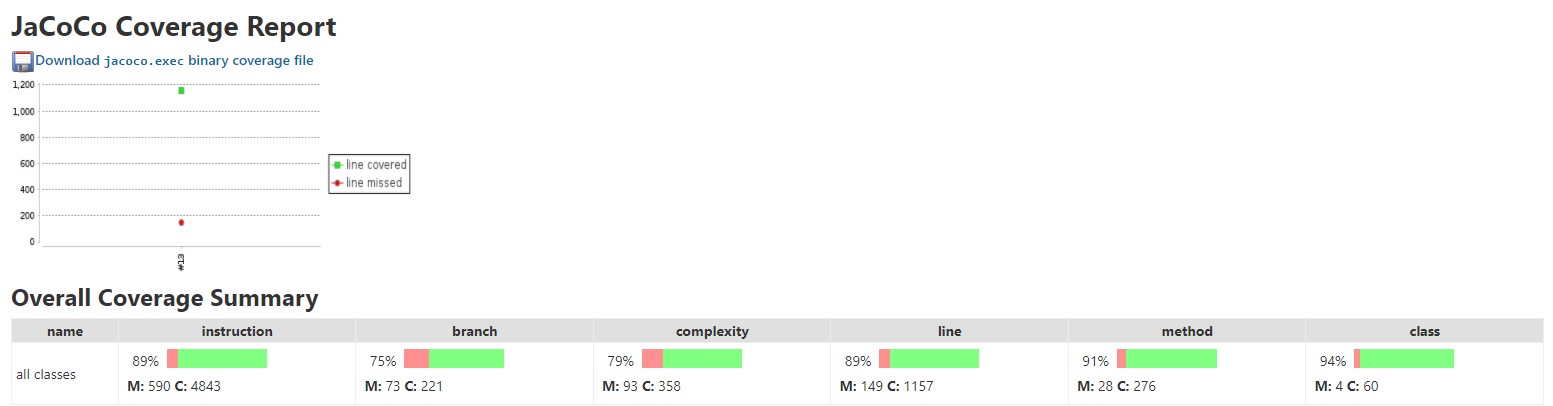 JaCoCo Coverage Report
Download jacoco.exec binary coverage file
1,200
1,000
800
600
400
200
0
#13
line covered
line missed
Overall Coverage Summary
name instruction branch complexity line method class
all classes 89% 75% 79% 89% 91% 94%
M: 590 C: 4843 M: 73 C: 221 M: 93 C: 358 M: 149 C: 1157 M: 28 C: 276 M: 4 C: 60